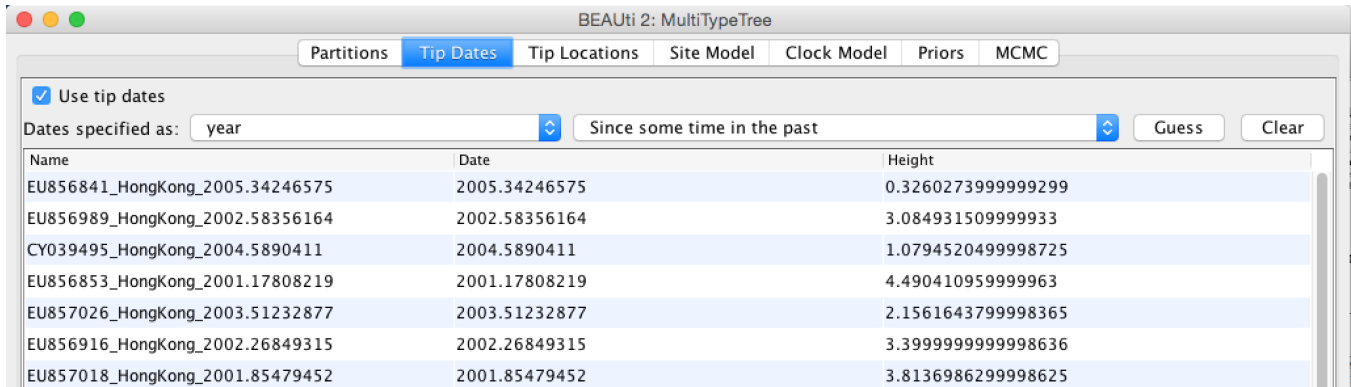 BEAUti 2: MultiTypeTree
Partitions Tip Dates Tip Locations Site Model Clock Model Priors MCMC
Use tip dates
Dates specified as: year Since some time in the past Guess Clear
Name Date Height
EU856841_HongKong_2005.34246575 2005.34246575 0.3260273999999299
EU856989_HongKong_2002.58356164 2002.58356164 3.084931509999933
CY039495_HongKong_2004.5890411 2004.5890411 1.0794520499998725
EU856853_HongKong_2001.17808219 2001.17808219 4.490410959999963
EU857026_HongKong_2003.51232877 2003.51232877 2.1561643799998365
EU856916_HongKong_2002.26849315 2002.26849315 3.3999999999998636
EU857018_HongKong_2001.85479452 2001.85479452 3.8136986299998625